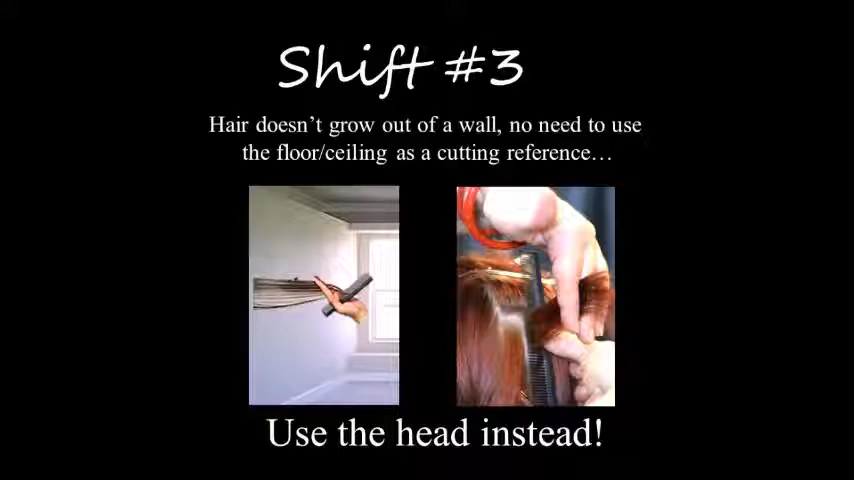 Shift #3
Hair doesn't grow out of a wall, no need to use
the floor/ceiling as a cutting reference…
Use the head instead!